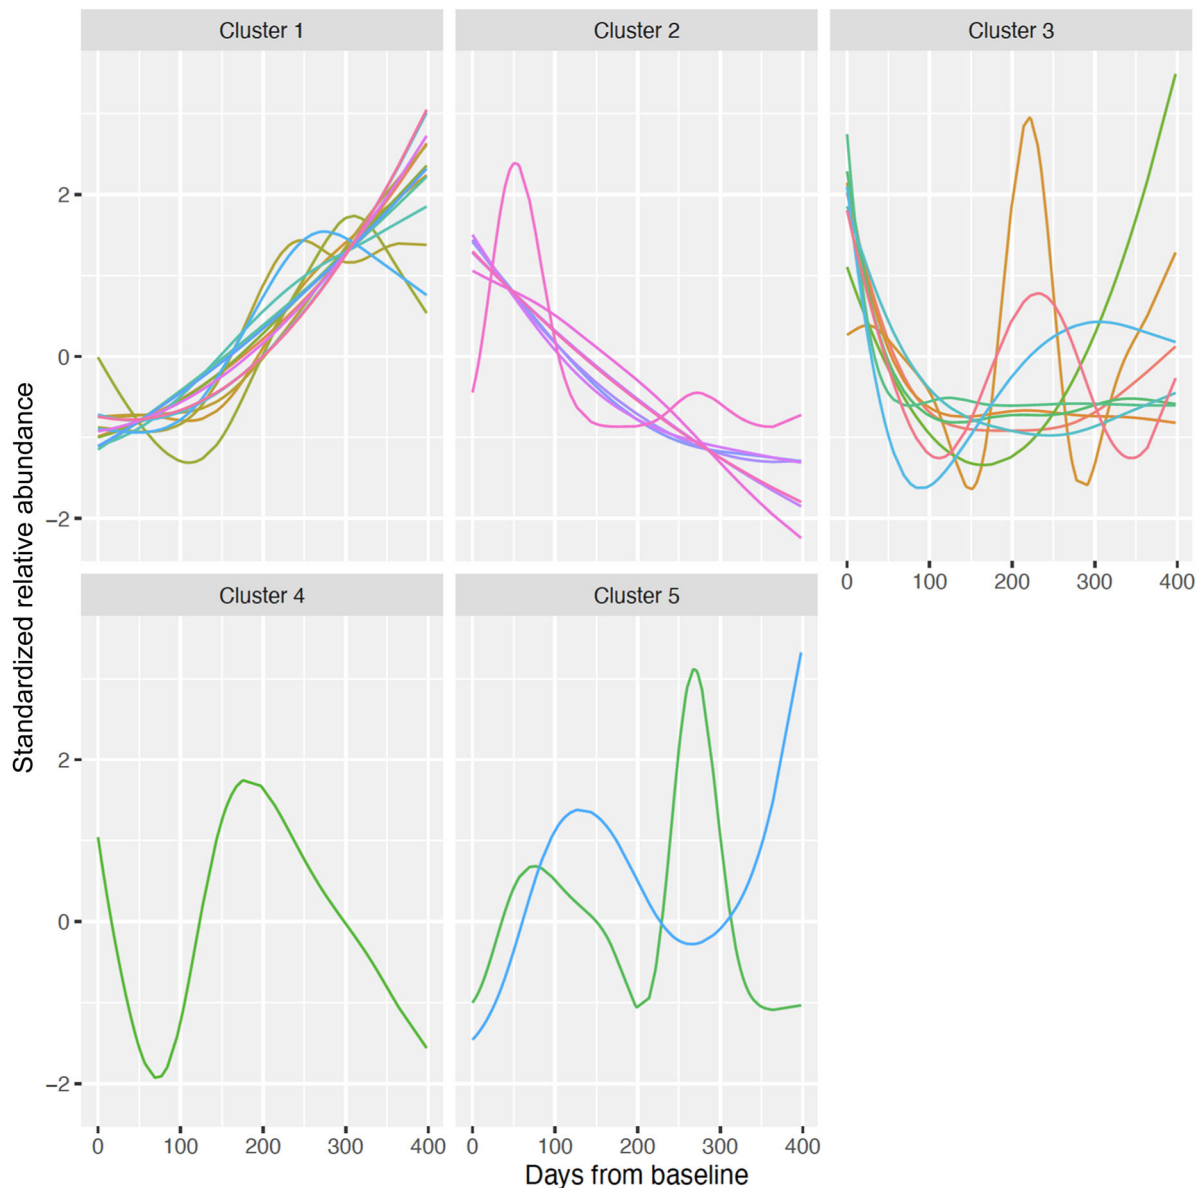 Cluster 1
Cluster 2
Cluster 3
2
0
−2
0 100 200 300 400
Standardized relative abundance
Cluster 4
Cluster 5
2
0
−2
0 100 200 300 400
0 100 200 300 400
Days from baseline